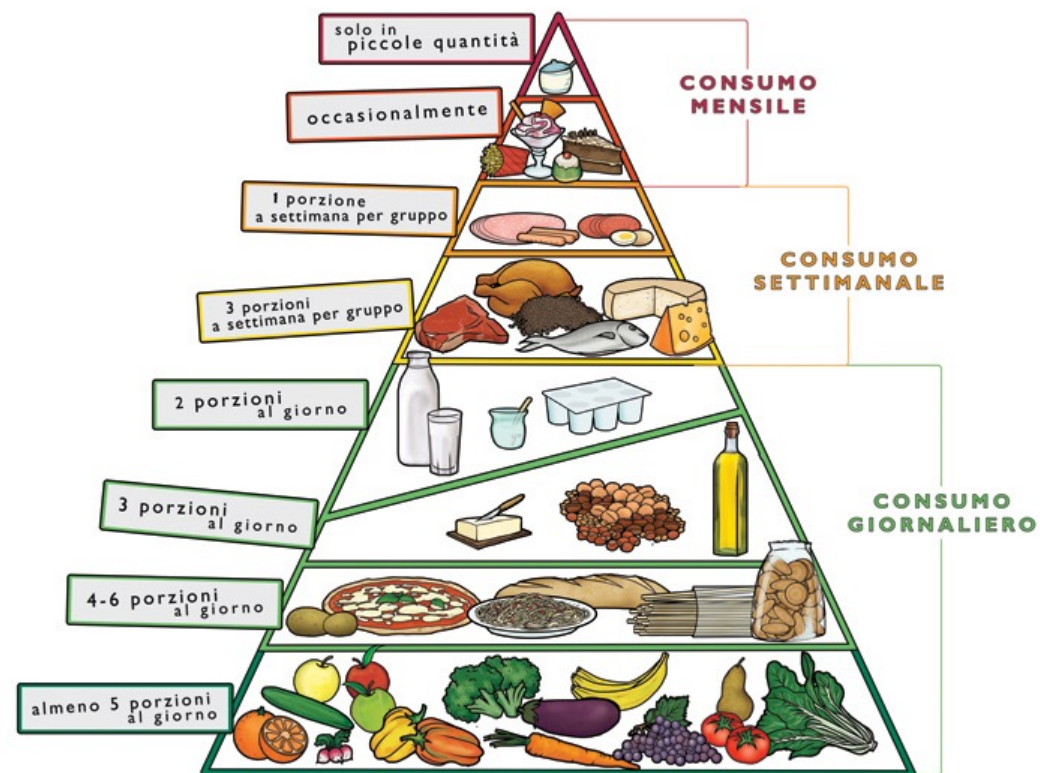 solo in
piccole quantità
CONSUMO
MENSILE
occasionalmente
1 porzione
a settimana per gruppo
CONSUMO
SETTIMANALE
3 porzioni
a settimana per gruppo
2 porzioni
al giorno
3 porzioni
al giorno
CONSUMO
GIORNALIERO
4-6 porzioni
al giorno
almeno 5 porzioni
al giorno